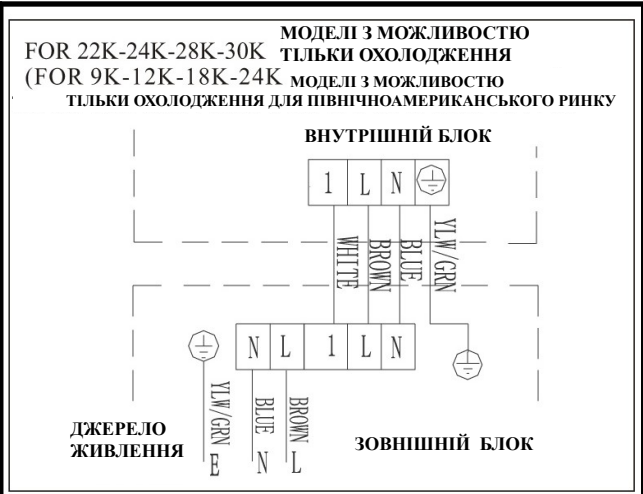 FOR 22K-24K-28K-30K МОДЕЛІ З МОЖЛИВОСТЮ ТІЛЬКИ ОХОЛОДЖЕННЯ
(FOR 9K-12K-18K-24K МОДЕЛІ З МОЖЛИВОСТЮ
ТІЛЬКИ ОХОЛОДЖЕННЯ ДЛЯ ПІВНІЧНОАМЕРИКАНСЬКОГО РИНКУ
ВНУТРІШНІЙ БЛОК
1 L N
WHITE BROWN BLUE YLW/GRN
N L 1 L N
YLW/GRN BLUE BROWN
E N L
ДЖЕРЕЛО
ЖИВЛЕННЯ
ЗОВНІШНІЙ БЛОК